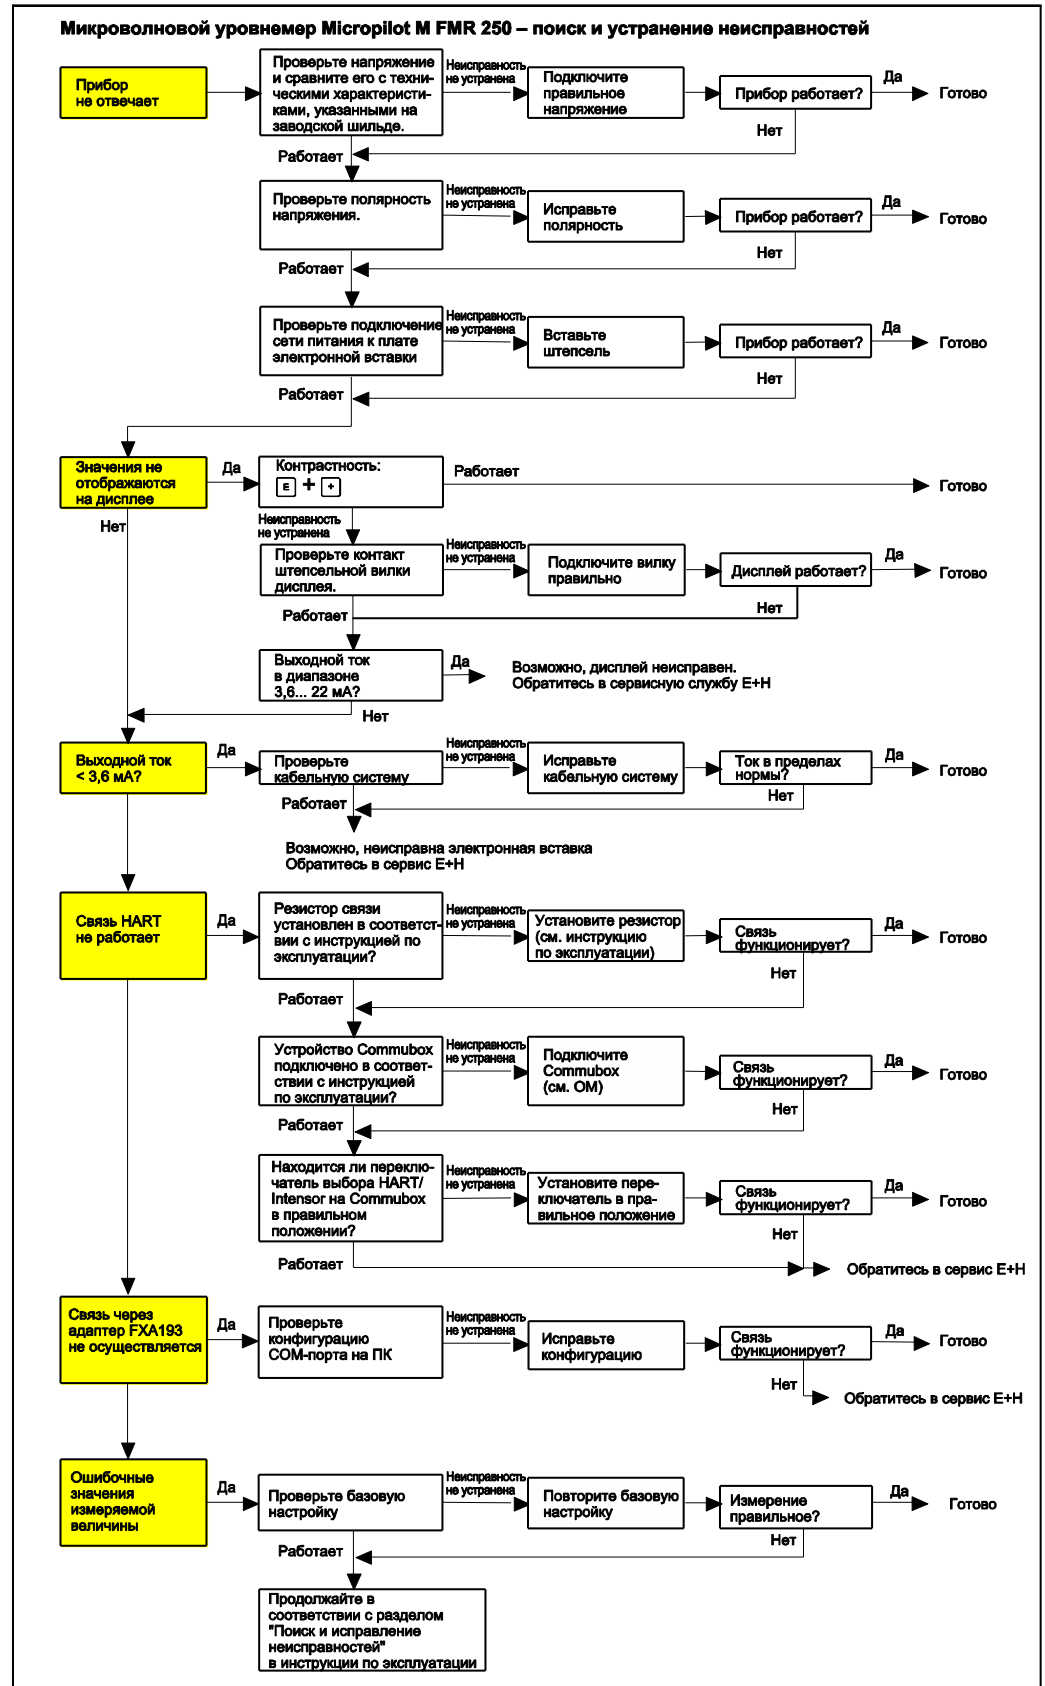 Микроволновой уровнемер Micropilot M FMR 250 – поиск и устранение неисправностей
Прибор
не отвечает
Проверьте напряжение
и сравните его с техни-
ческими характеристи-
ками, указанными на
заводской шильде.
Неисправность
не устранена
Подключите
правильное
напряжение
Прибор работает?
Да
Готово
Нет
Работает
Проверьте полярность
напряжения.
Неисправность
не устранена
Исправьте
полярность
Прибор работает?
Да
Готово
Нет
Работает
Проверьте подключение
сети питания к плате
электронной вставки
Неисправность
не устранена
Вставьте
штепсель
Прибор работает?
Да
Готово
Нет
Работает
Значения не
отображаются
на дисплее
Да
Контрастность:
E + +
Работает
Готово
Нет
Неисправность
не устранена
Проверьте контакт
штепсельной вилки
дисплея.
Неисправность
не устранена
Подключите вилку
правильно
Дисплей работает?
Да
Готово
Нет
Работает
Выходной ток
в диапазоне
3,6... 22 мА?
Да
Возможно, дисплей неисправен.
Обратитесь в сервисную службу E+H
Нет
Выходной ток
< 3,6 мА?
Да
Проверьте
кабельную систему
Неисправность
не устранена
Исправьте
кабельную систему
Ток в пределах
нормы?
Да
Готово
Нет
Работает
Возможно, неисправна электронная вставка
Обратитесь в сервис E+H
Связь HART
не работает
Да
Резистор связи
установлен в соответст-
вии с инструкцией по
эксплуатации?
Неисправность
не устранена
Установите резистор
(см. инструкцию
по эксплуатации)
Связь
функционирует?
Да
Готово
Нет
Работает
Устройство Commubox
подключено в соответ-
ствии с инструкцией
по эксплуатации?
Неисправность
не устранена
Подключите
Commubox
(см. ОМ)
Связь
функционирует?
Да
Готово
Нет
Работает
Находится ли переклю-
чатель выбора HART/
Intensor на Commubox
в правильном
положении?
Неисправность
не устранена
Установите пере-
ключатель в пра-
вильное положение
Связь
функционирует?
Да
Готово
Нет
Работает
Обратитесь в сервис E+H
Связь через
адаптер FXA193
не осуществляется
Да
Проверьте
конфигурацию
COM-порта на ПК
Неисправность
не устранена
Исправьте
конфигурацию
Связь
функционирует?
Да
Готово
Нет
Обратитесь в сервис E+H
Ошибочные
значения
измеряемой
величины
Да
Проверьте базовую
настройку
Неисправность
не устранена
Повторите базовую
настройку
Измерение
правильное?
Да
Готово
Нет
Работает
Продолжайте в
соответствии с разделом
"Поиск и исправление
неисправностей"
в инструкции по эксплуатации